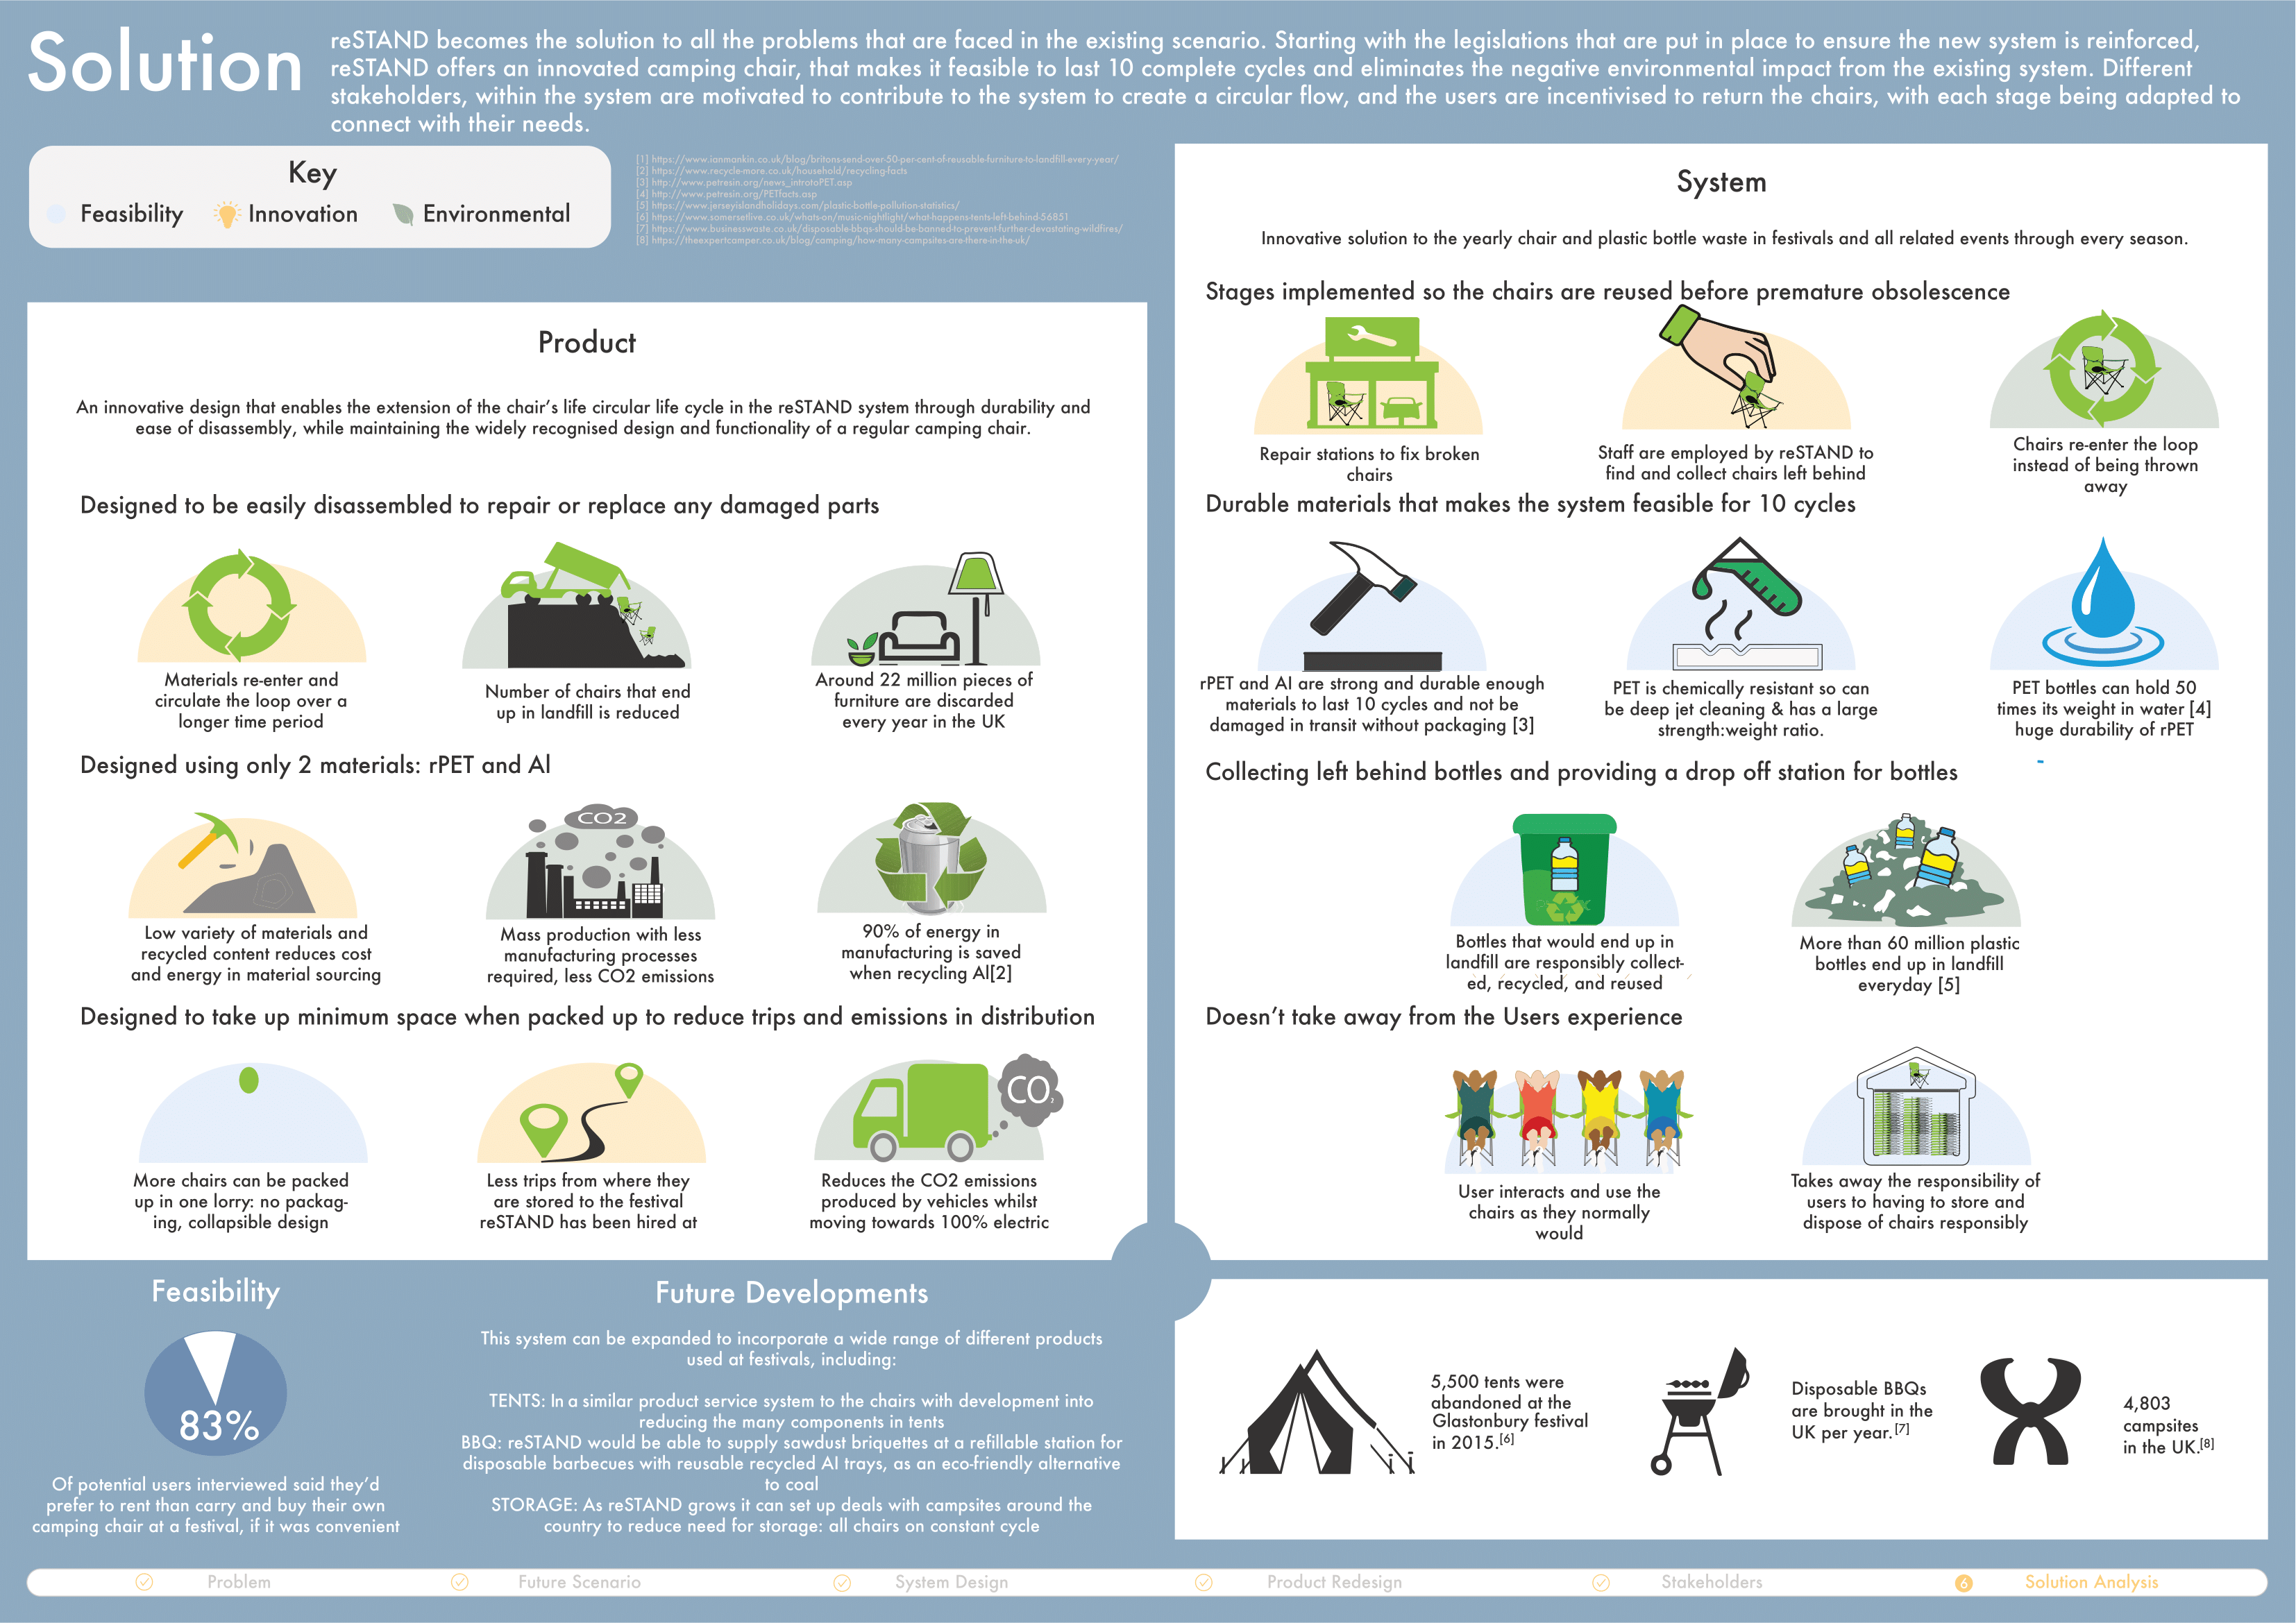 Solution
reSTAND becomes the solution to all the problems that are faced in the existing scenario. Starting with the legislations that are put in place to ensure the new system is reinforced,
reSTAND offers an innovated camping chair, that makes it feasible to last 10 complete cycles and eliminates the negative environmental impact from the existing system. Different
stakeholders, within the system are motivated to contribute to the system to create a circular flow, and the users are incentivised to return the chairs, with each stage being adapted to
connect with their needs.
Key
Feasibility
Innovation
Environmental
[1] https://www.ianmankin.co.uk/blog/britons-send-over-50-per-cent-of-reusable-furniture-to-landfill-every-year/
[2] https://www.recycle-more.co.uk/household/recycling-facts
[3] http://www.petresin.org/news_introtoPET.asp
[4] http://www.petresin.org/PETfacts.asp
[5] https://www.jerseyislandholidays.com/plastic-bottle-pollution-statistics/
[6] https://www.somersetlive.co.uk/whats-on/music-nightlight/what-happens-tents-left-behind-56851
[7] https://www.businesswaste.co.uk/disposable-bbqs-should-be-banned-to-prevent-further-devastating-wildfires/
[8] https://theexpertcamper.co.uk/blog/camping/how-many-campsites-are-there-in-the-uk/
Product
An innovative design that enables the extension of the chair's life circular life cycle in the reSTAND system through durability and
ease of disassembly, while maintaining the widely recognised design and functionality of a regular camping chair.
Designed to be easily disassembled to repair or replace any damaged parts
Materials re-enter and
circulate the loop over a
longer time period
Number of chairs that end
up in landfill is reduced
Around 22 million pieces of
furniture are discarded
every year in the UK
Designed using only 2 materials: rPET and Al
CO2
Low variety of materials and
recycled content reduces cost
and energy in material sourcing
Mass production with less
manufacturing processes
required, less CO2 emissions
90% of energy in
manufacturing is saved
when recycling Al[2]
Designed to take up minimum space when packed up to reduce trips and emissions in distribution
CO2
More chairs can be packed
up in one lorry: no packag-
ing, collapsible design
Less trips from where they
are stored to the festival
reSTAND has been hired at
Reduces the CO2 emissions
produced by vehicles whilst
moving towards 100% electric
System
Innovative solution to the yearly chair and plastic bottle waste in festivals and all related events through every season.
Stages implemented so the chairs are reused before premature obsolescence
Repair stations to fix broken
chairs
Staff are employed by reSTAND to
find and collect chairs left behind
Chairs re-enter the loop
instead of being thrown
away
Durable materials that makes the system feasible for 10 cycles
rPET and Al are strong and durable enough
materials to last 10 cycles and not be
damaged in transit without packaging [3]
PET is chemically resistant so can
be deep jet cleaning & has a large
strength:weight ratio.
PET bottles can hold 50
times its weight in water [4]
huge durability of rPET
Collecting left behind bottles and providing a drop off station for bottles
Bottles that would end up in
landfill are responsibly collect-
ed, recycled, and reused
More than 60 million plastic
bottles end up in landfill
everyday [5]
Doesn't take away from the Users experience
User interacts and use the
chairs as they normally
would
Takes away the responsibility of
users to having to store and
dispose of chairs responsibly
Feasibility
83%
Of potential users interviewed said they'd
prefer to rent than carry and buy their own
camping chair at a festival, if it was convenient
Future Developments
This system can be expanded to incorporate a wide range of different products
used at festivals, including:
TENTS: In a similar product service system to the chairs with development into
reducing the many components in tents
BBQ: reSTAND would be able to supply sawdust briquettes at a refillable station for
disposable barbecues with reusable recycled Al trays, as an eco-friendly alternative
to coal
STORAGE: As reSTAND grows it can set up deals with campsites around the
country to reduce need for storage: all chairs on constant cycle
5,500 tents were
abandoned at the
Glastonbury festival
in 2015.[6]
Disposable BBQs
are brought in the
UK per year.[7]
4,803
campsites
in the UK.[8]
Problem
Future Scenario
System Design
Product Redesign
Stakeholders
6
Solution Analysis